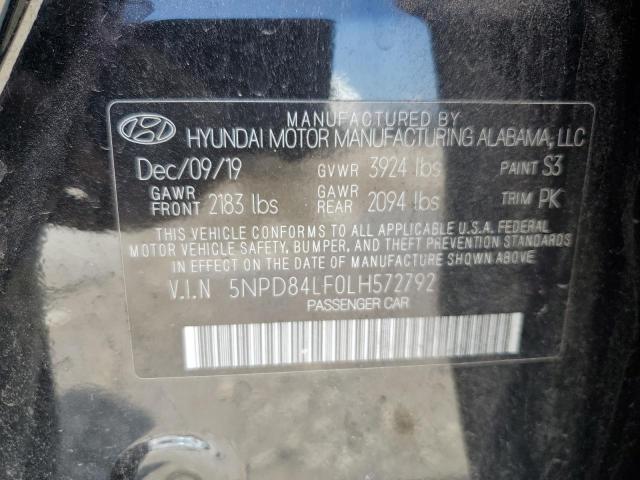 MANUFACTURED BY
HYUNDAI MOTOR MANUFACTURING ALABAMA, LLC
Dec/09/19 GVWR 3924 lbs PAINT S3
GAWR FRONT 2183 lbs GAWR REAR 2094 lbs TRIM PK
THIS VEHICLE CONFORMS TO ALL APPLICABLE U.S.A. FEDERAL
MOTOR VEHICLE SAFETY, BUMPER, AND THEFT PREVENTION STANDARDS
IN EFFECT ON THE DATE OF MANUFACTURE SHOWN ABOVE.
V.I.N 5NPD84LF0LH572792
PASSENGER CAR